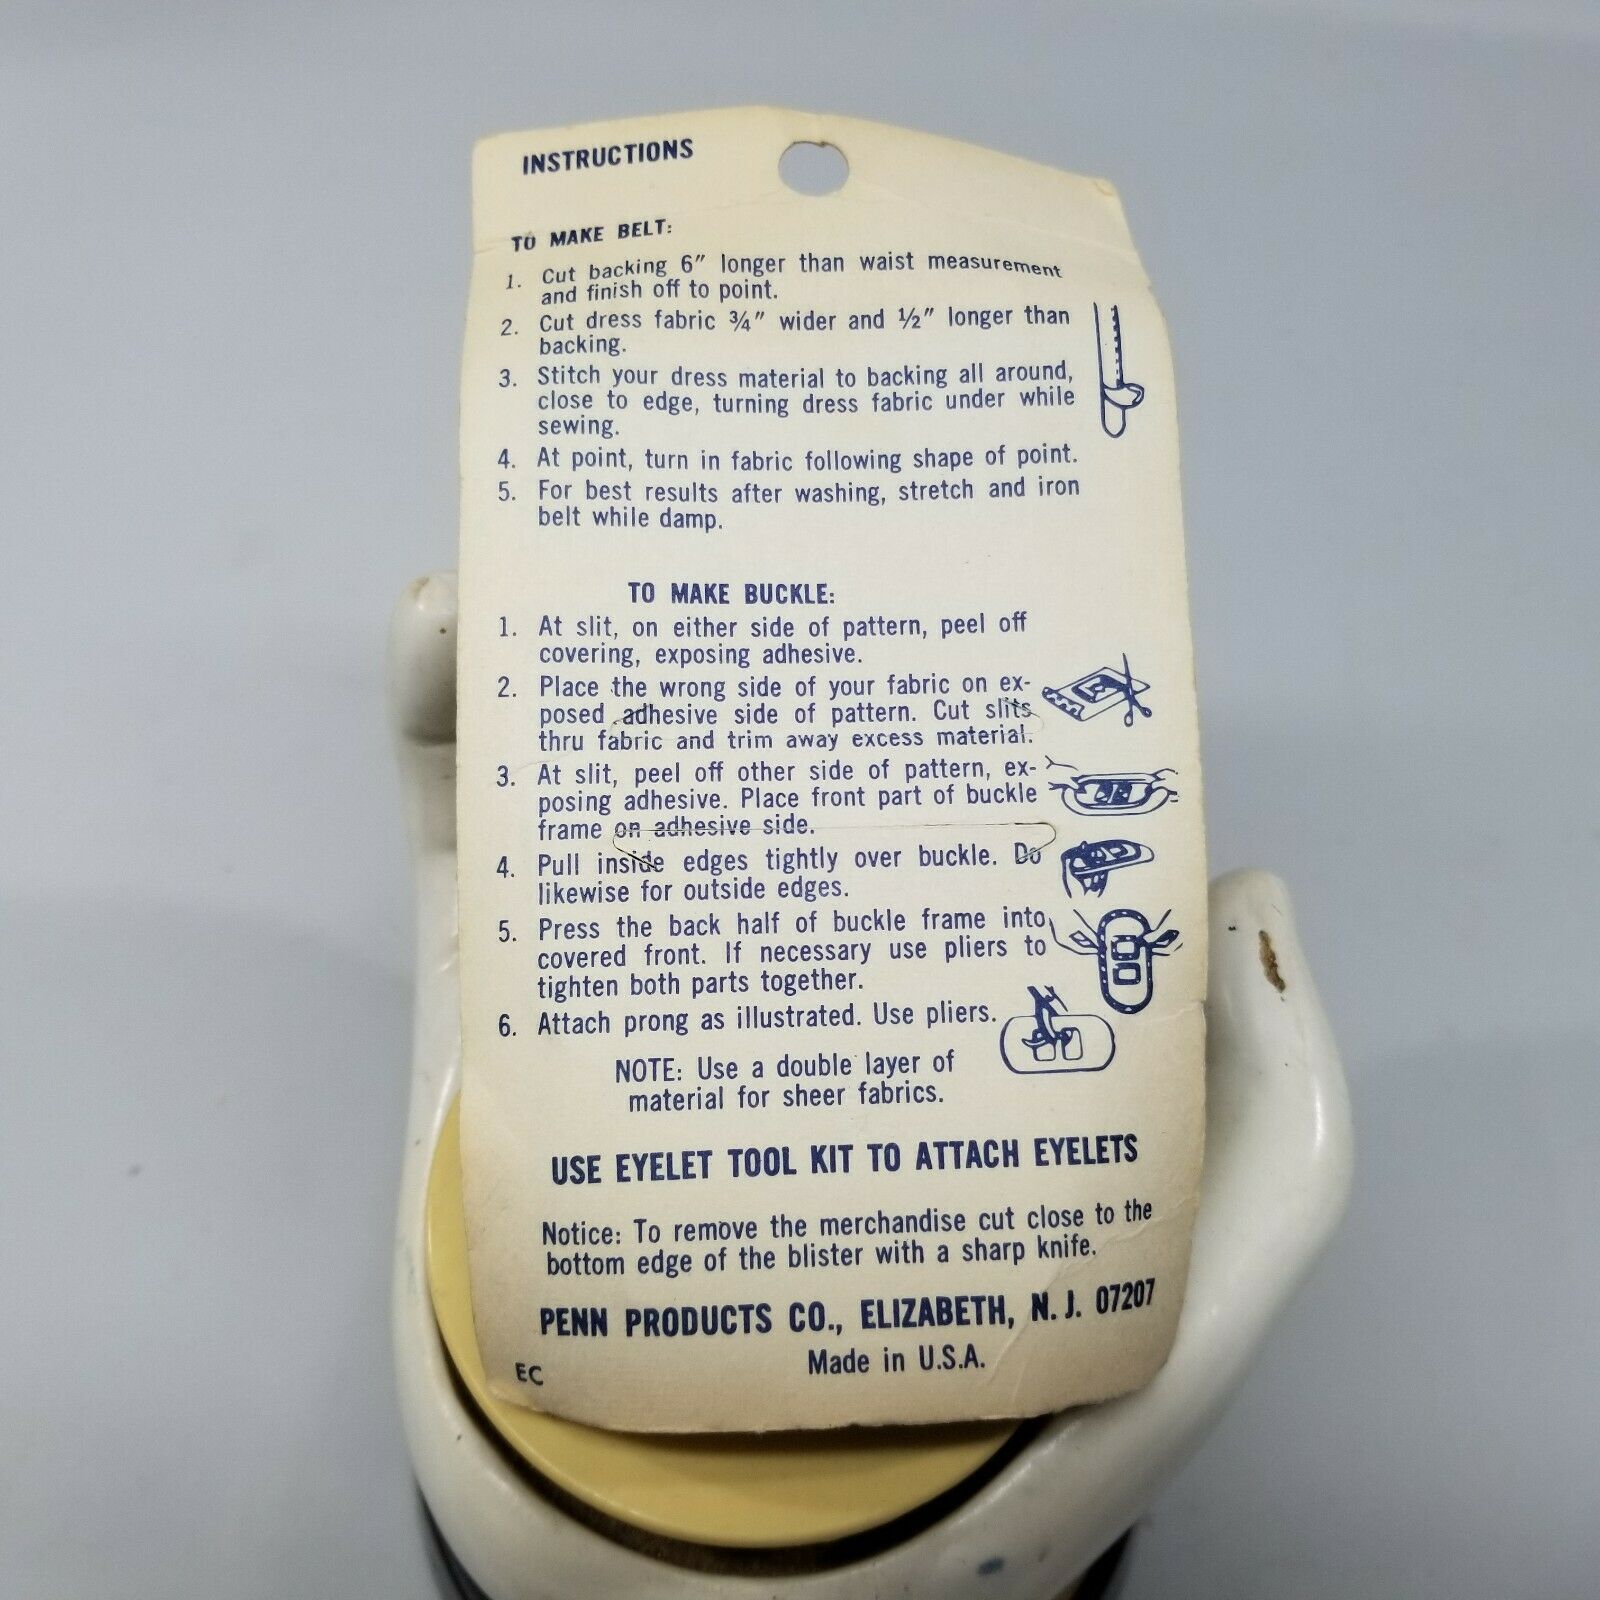 INSTRUCTIONS
TO MAKE BELT:
1. Cut backing 6" longer than waist measurement
and finish off to point.
2. Cut dress fabric ¾" wider and ½" longer than
backing.
3. Stitch your dress material to backing all around,
close to edge, turning dress fabric under while
sewing.
4. At point, turn in fabric following shape of point.
5. For best results after washing, stretch and iron
belt while damp.
TO MAKE BUCKLE:
1. At slit, on either side of pattern, peel off
covering, exposing adhesive.
2. Place the wrong side of your fabric on ex-
posed adhesive side of pattern. Cut slits
thru fabric and trim away excess material.
3. At slit, peel off other side of pattern, ex-
posing adhesive. Place front part of buckle
frame on adhesive side.
4. Pull inside edges tightly over buckle. Do
likewise for outside edges.
5. Press the back half of buckle frame into
covered front. If necessary use pliers to
tighten both parts together.
6. Attach prong as illustrated. Use pliers.
NOTE: Use a double layer of
material for sheer fabrics.
USE EYELET TOOL KIT TO ATTACH EYELETS
Notice: To remove the merchandise cut close to the
bottom edge of the blister with a sharp knife.
PENN PRODUCTS CO., ELIZABETH, N. J. 07207
Made in U.S.A.
EC